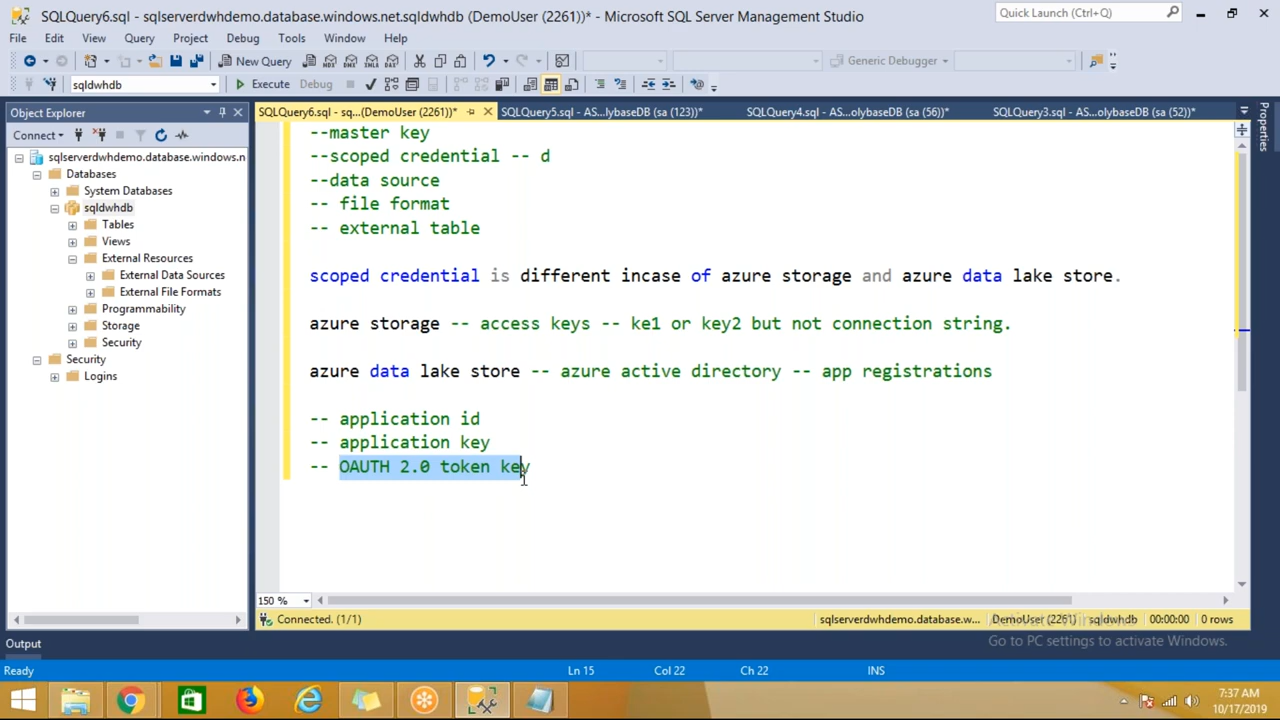 SQLQuery6.sql - sqlserverdwhdemo.database.windows.net.sqldwhdb (DemoUser (2261))* - Microsoft SQL Server Management Studio
Quick Launch (Ctrl+Q)
File Edit View Query Project Debug Tools Window Help
New Query
Generic Debugger
sqldwhdb
Execute Debug
Object Explorer
SQLQuery6.sql - sq...(DemoUser (2261))*
SQLQuery5.sql - AS...lybaseDB (sa (123))*
SQLQuery4.sql - AS...olybaseDB (sa (56))*
SQLQuery3.sql - AS...olybaseDB (sa (52))*
Properties
Connect
sqlserverdwhdemo.database.windows.n
Databases
System Databases
sqldwhdb
Tables
Views
External Resources
External Data Sources
External File Formats
Programmability
Storage
Security
Security
Logins
--master key
--scoped credential -- d
--data source
-- file format
-- external table
scoped credential is different incase of azure storage and azure data lake store.
azure storage -- access keys -- ke1 or key2 but not connection string.
azure data lake store -- azure active directory -- app registrations
-- application id
-- application key
-- OAUTH 2.0 token key
150 %
Connected. (1/1)
sqlserverdwhdemo.database.w... DemoUser (2261) sqldwhdb 00:00:00 0 rows
Activate Windows
Go to PC settings to activate Windows.
Output
Ready
Ln 15
Col 22
Ch 22
INS
7:37 AM
10/17/2019